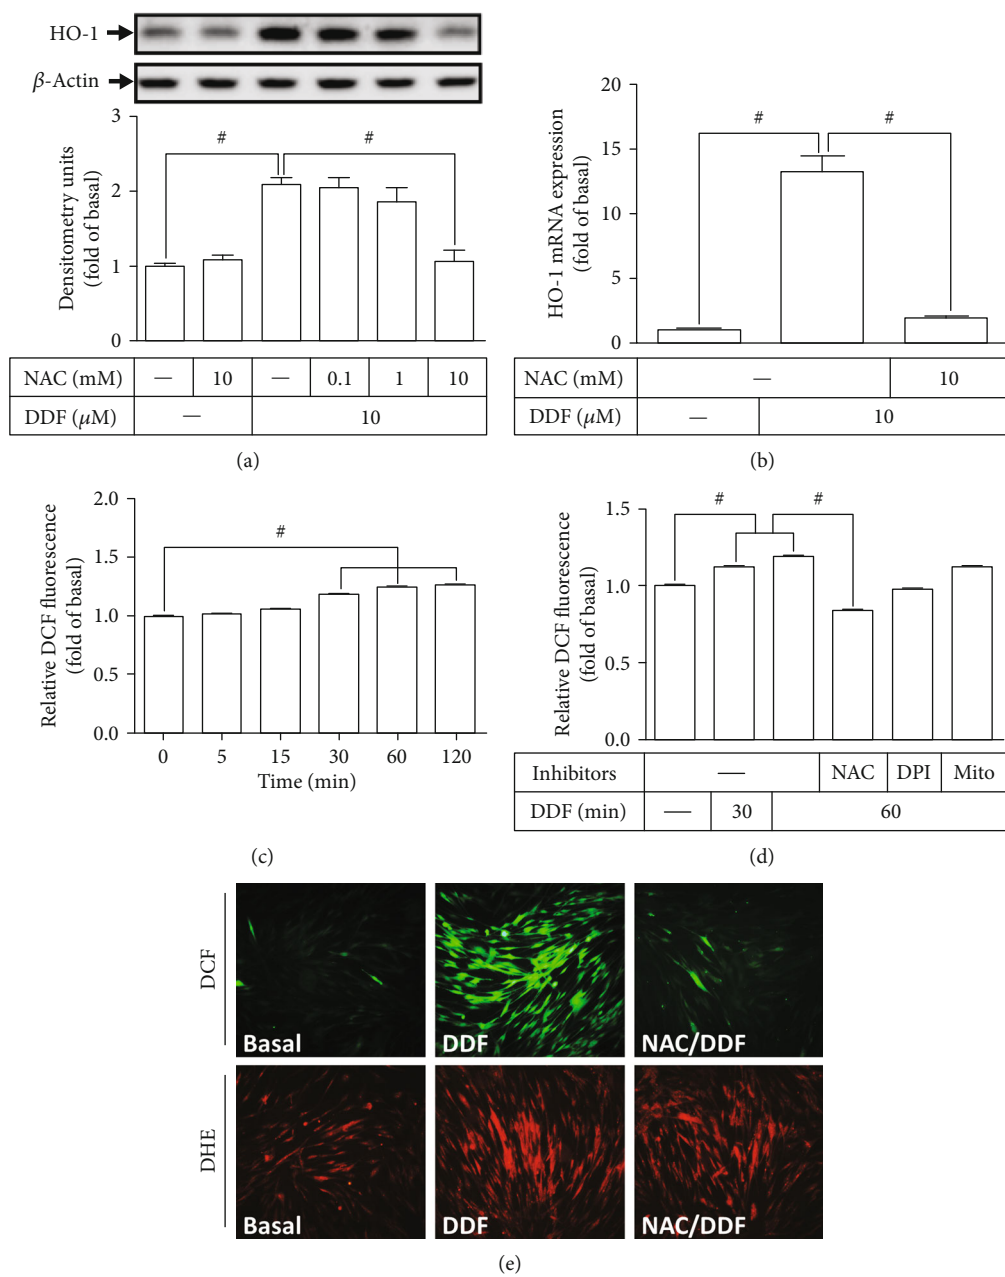 HO-1
β-Actin
Densitometry units
(fold of basal)
3
2
1
0
#
#
NAC (mM) — 10 — 0.1 1 10
DDF (μM) — 10
(a)
HO-1 mRNA expression
(fold of basal)
20
15
10
5
0
#
#
NAC (mM) — 10
DDF (μM) — 10
(b)
Relative DCF fluorescence
(fold of basal)
2.0
1.5
1.0
0.5
0.0
#
0 5 15 30 60 120
Time (min)
(c)
Relative DCF fluorescence
(fold of basal)
1.5
1.0
0.5
0.0
#
#
Inhibitors — NAC DPI Mito
DDF (min) — 30 60
(d)
DCF
Basal
DDF
NAC/DDF
DHE
Basal
DDF
NAC/DDF
(e)